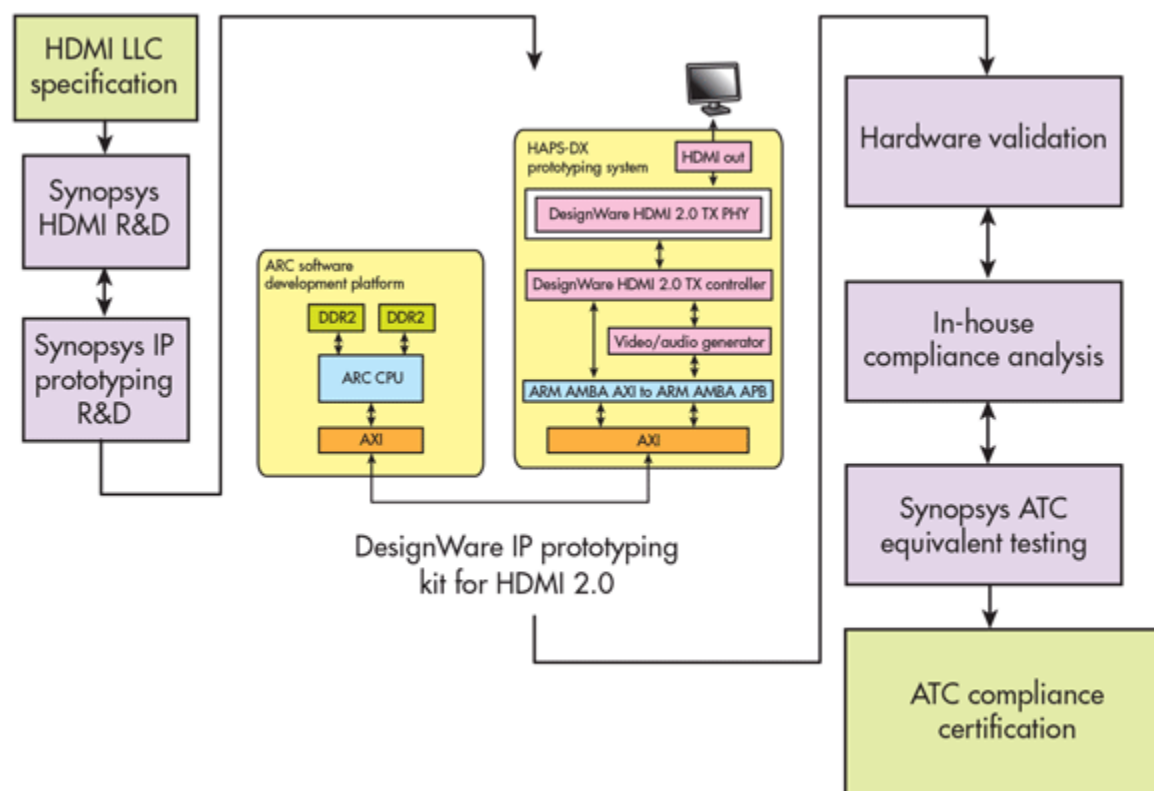 HDMI LLC
specification
Synopsys
HDMI R&D
Synopsys IP
prototyping
R&D
ARC software
development platform
DDR2
DDR2
ARC CPU
AXI
HAPS-DX
prototyping system
HDMI out
DesignWare HDMI 2.0 TX PHY
DesignWare HDMI 2.0 TX controller
Video/audio generator
ARM AMBA AXI to ARM AMBA APB
AXI
DesignWare IP prototyping
kit for HDMI 2.0
Hardware validation
In-house
compliance analysis
Synopsys ATC
equivalent testing
ATC compliance
certification